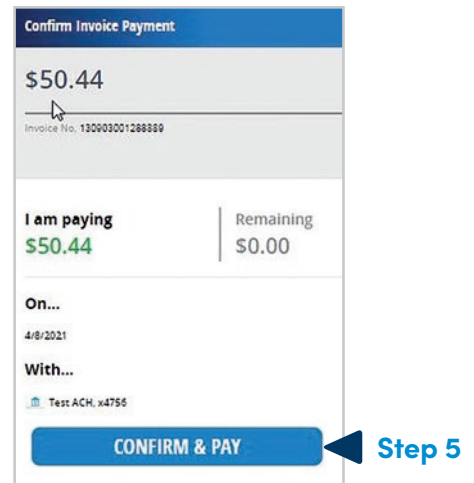 Confirm Invoice Payment
$50.44
Invoice No. 130903001288889
I am paying
Remaining
$50.44
$0.00
On...
4/8/2021
With...
Test ACH, x4756
CONFIRM & PAY
Step 5